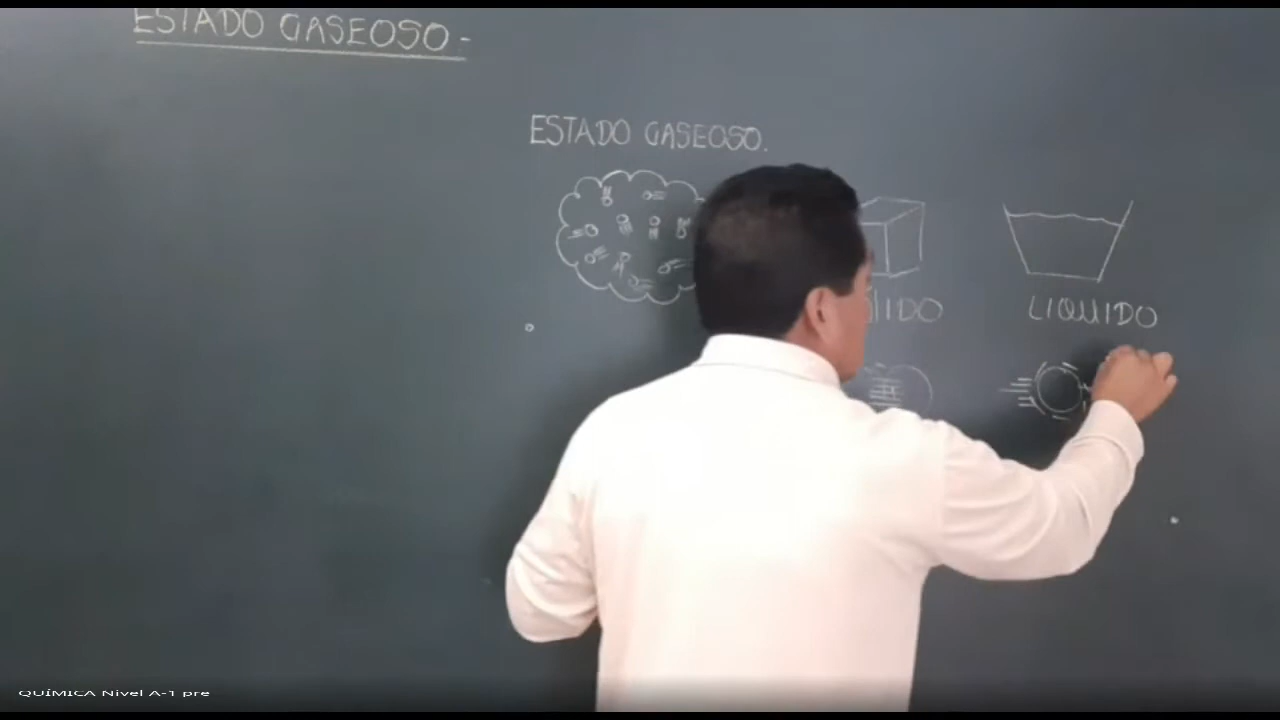 ESTADO GASEOSO.-
ESTADO GASEOSO.
LIQUIDO
QUÍMICA Nivel A-1 pre